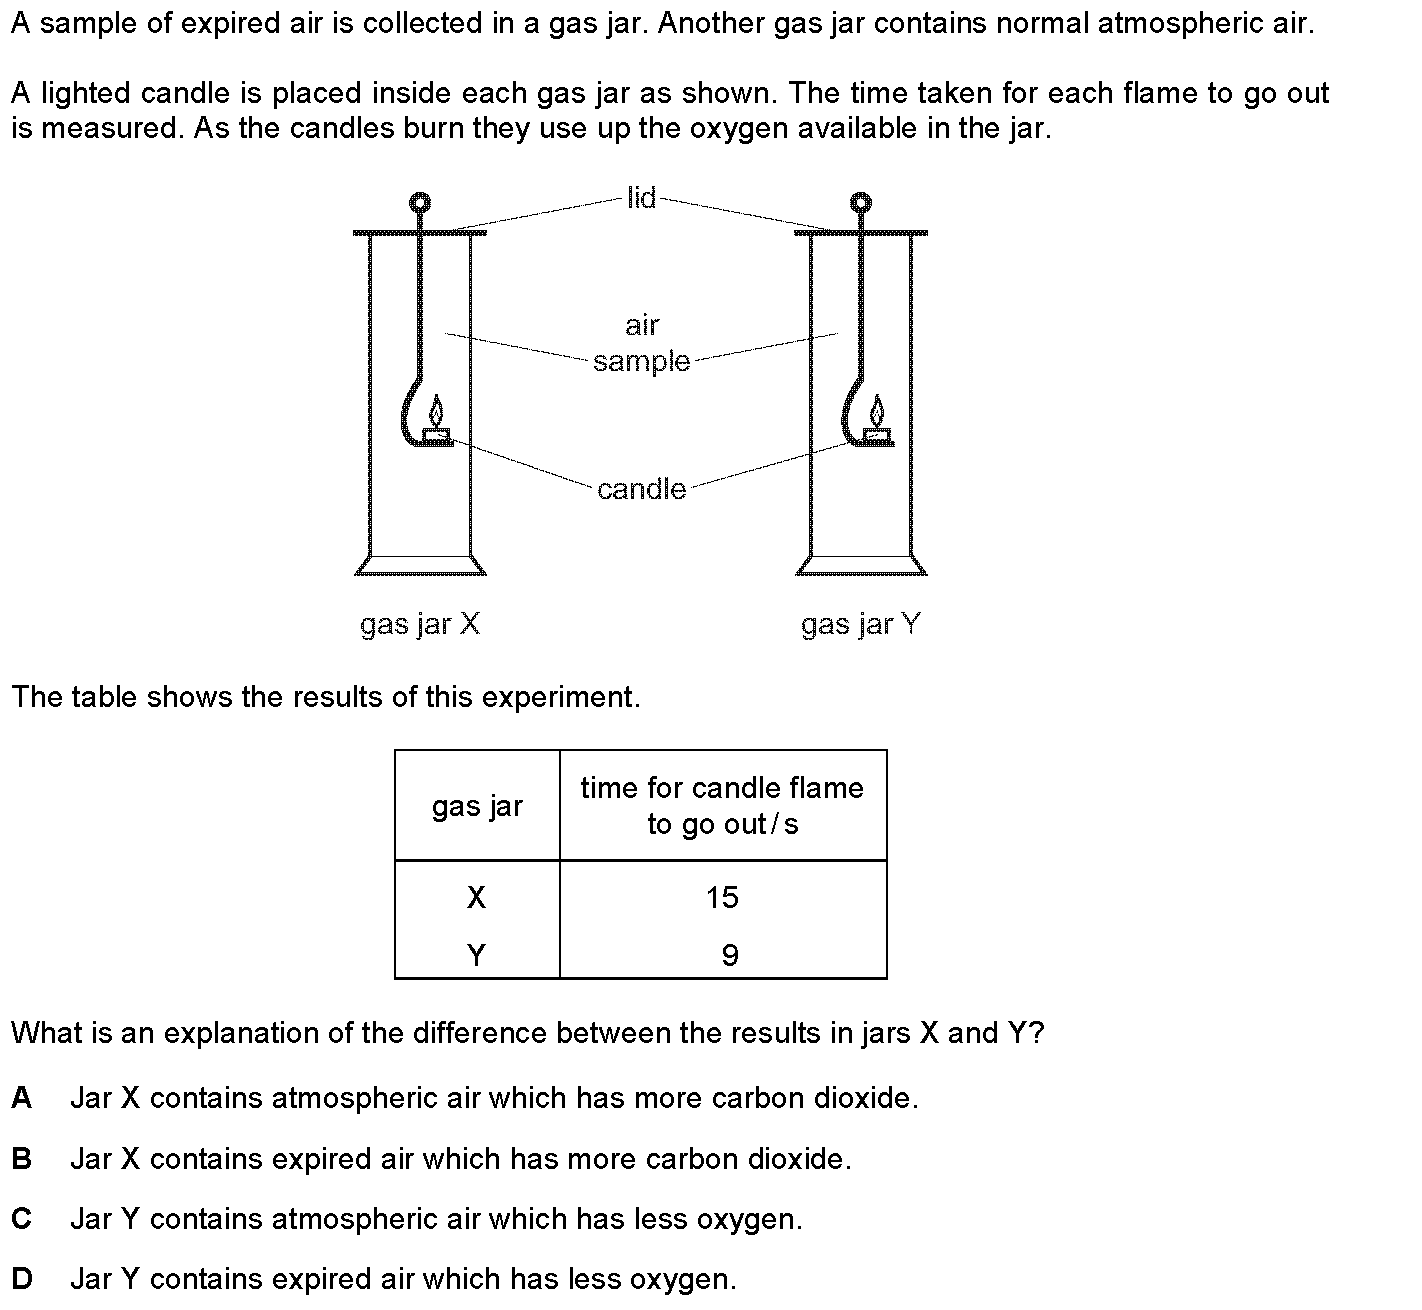 A sample of expired air is collected in a gas jar. Another gas jar contains normal atmospheric air.
A lighted candle is placed inside each gas jar as shown. The time taken for each flame to go out
is measured. As the candles burn they use up the oxygen available in the jar.
lid
air
sample
candle
gas jar X
gas jar Y
The table shows the results of this experiment.
gas jar
time for candle flame
to go out / s
X 15
Y 9
What is an explanation of the difference between the results in jars X and Y?
A Jar X contains atmospheric air which has more carbon dioxide.
B Jar X contains expired air which has more carbon dioxide.
C Jar Y contains atmospheric air which has less oxygen.
D Jar Y contains expired air which has less oxygen.